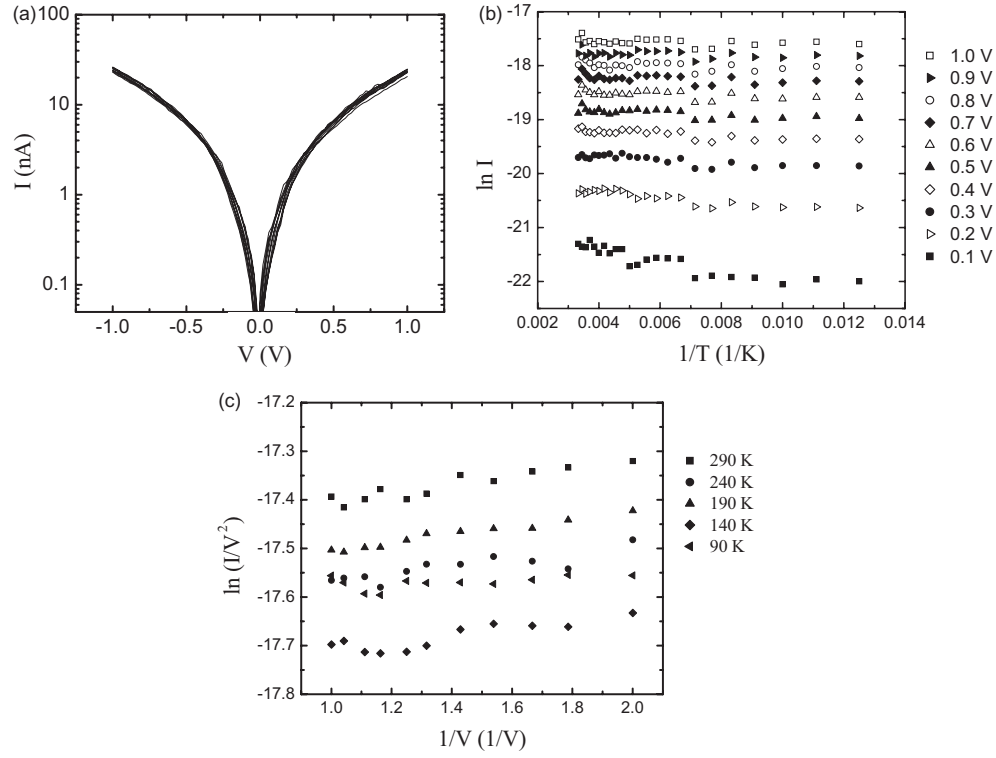 (a)
100
10
1
0.1
I (nA)
-1.0 -0.5 0.0 0.5 1.0
V (V)
(b)
-17
-18
-19
-20
-21
-22
ln I
0.002 0.004 0.006 0.008 0.010 0.012 0.014
1/T (1/K)
1.0 V
0.9 V
0.8 V
0.7 V
0.6 V
0.5 V
0.4 V
0.3 V
0.2 V
0.1 V
(c)
-17.2
-17.3
-17.4
-17.5
-17.6
-17.7
-17.8
ln (I/V²)
1.0 1.2 1.4 1.6 1.8 2.0
1/V (1/V)
290 K
240 K
190 K
140 K
90 K